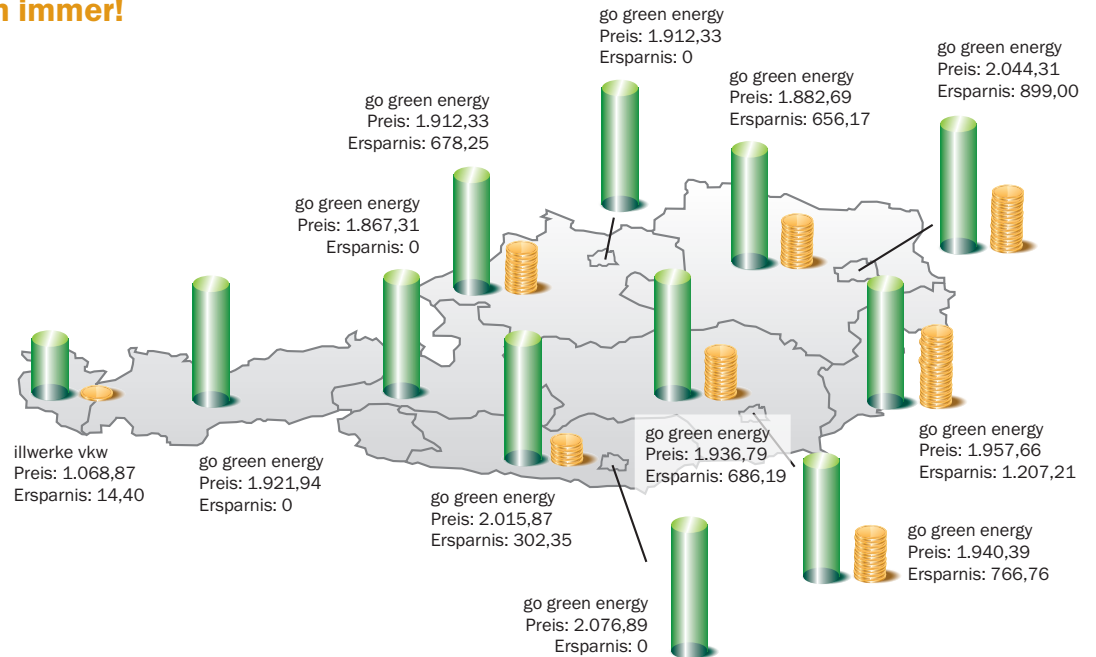 immer!
go green energy
Preis: 1.912,33
Ersparnis: 0
go green energy
Preis: 2.044,31
Ersparnis: 899,00
go green energy
Preis: 1.882,69
Ersparnis: 656,17
go green energy
Preis: 1.912,33
Ersparnis: 678,25
go green energy
Preis: 1.867,31
Ersparnis: 0
illwerke vkw
Preis: 1.068,87
Ersparnis: 14,40
go green energy
Preis: 1.921,94
Ersparnis: 0
go green energy
Preis: 2.015,87
Ersparnis: 302,35
go green energy
Preis: 1.936,79
Ersparnis: 686,19
go green energy
Preis: 1.957,66
Ersparnis: 1.207,21
go green energy
Preis: 1.940,39
Ersparnis: 766,76
go green energy
Preis: 2.076,89
Ersparnis: 0